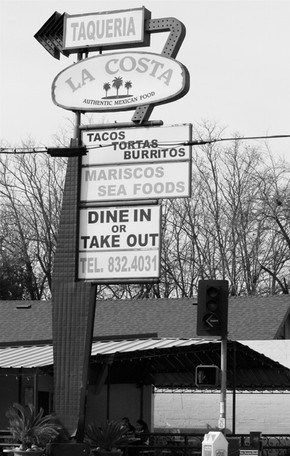 TAQUERIA
LA COSTA
AUTHENTIC MEXICAN FOOD
TACOS
TORTAS
BURRITOS
MARISCOS
SEA FOODS
DINE IN
OR
TAKE OUT
TEL. 832.4031